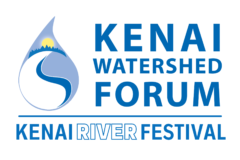 KENAI
WATERSHED
FORUM
KENAI RIVER FESTIVAL